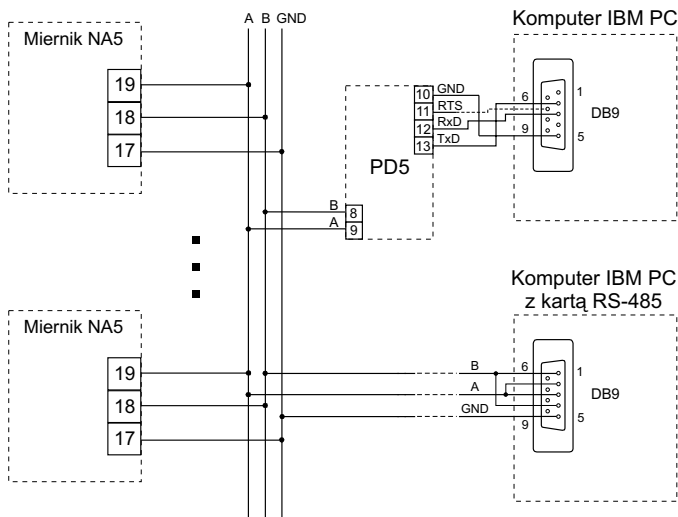 A B GND
Miernik NA5
19
18
17
10 GND
11 RTS
12 RxD
13 TxD
PD5
B 8
A 9
Komputer IBM PC
6
1
9
5
DB9
Miernik NA5
19
18
17
Komputer IBM PC
z kartą RS-485
B
A
GND
6
1
9
5
DB9